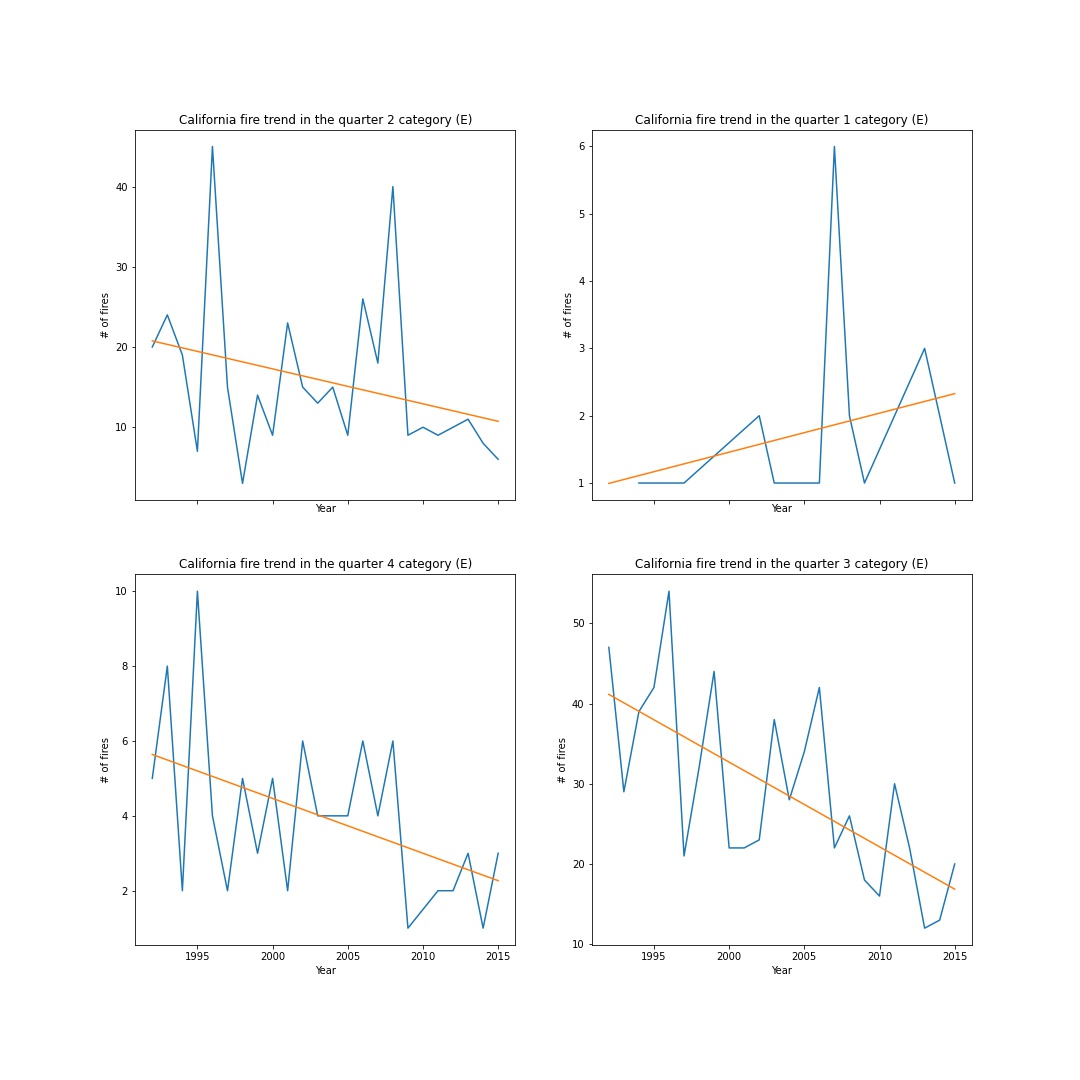 California fire trend in the quarter 2 category (E)
# of fires
40
30
20
10
Year
California fire trend in the quarter 1 category (E)
# of fires
6
5
4
3
2
1
Year
California fire trend in the quarter 4 category (E)
# of fires
10
8
6
4
2
1995 2000 2005 2010 2015
Year
California fire trend in the quarter 3 category (E)
# of fires
50
40
30
20
10
1995 2000 2005 2010 2015
Year